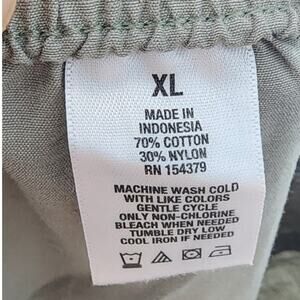 XL
MADE IN
INDONESIA
70% COTTON
30% NYLON
RN 154379
MACHINE WASH COLD
WITH LIKE COLORS
GENTLE CYCLE
ONLY NON-CHLORINE
BLEACH WHEN NEEDED
TUMBLE DRY LOW
COOL IRON IF NEEDED